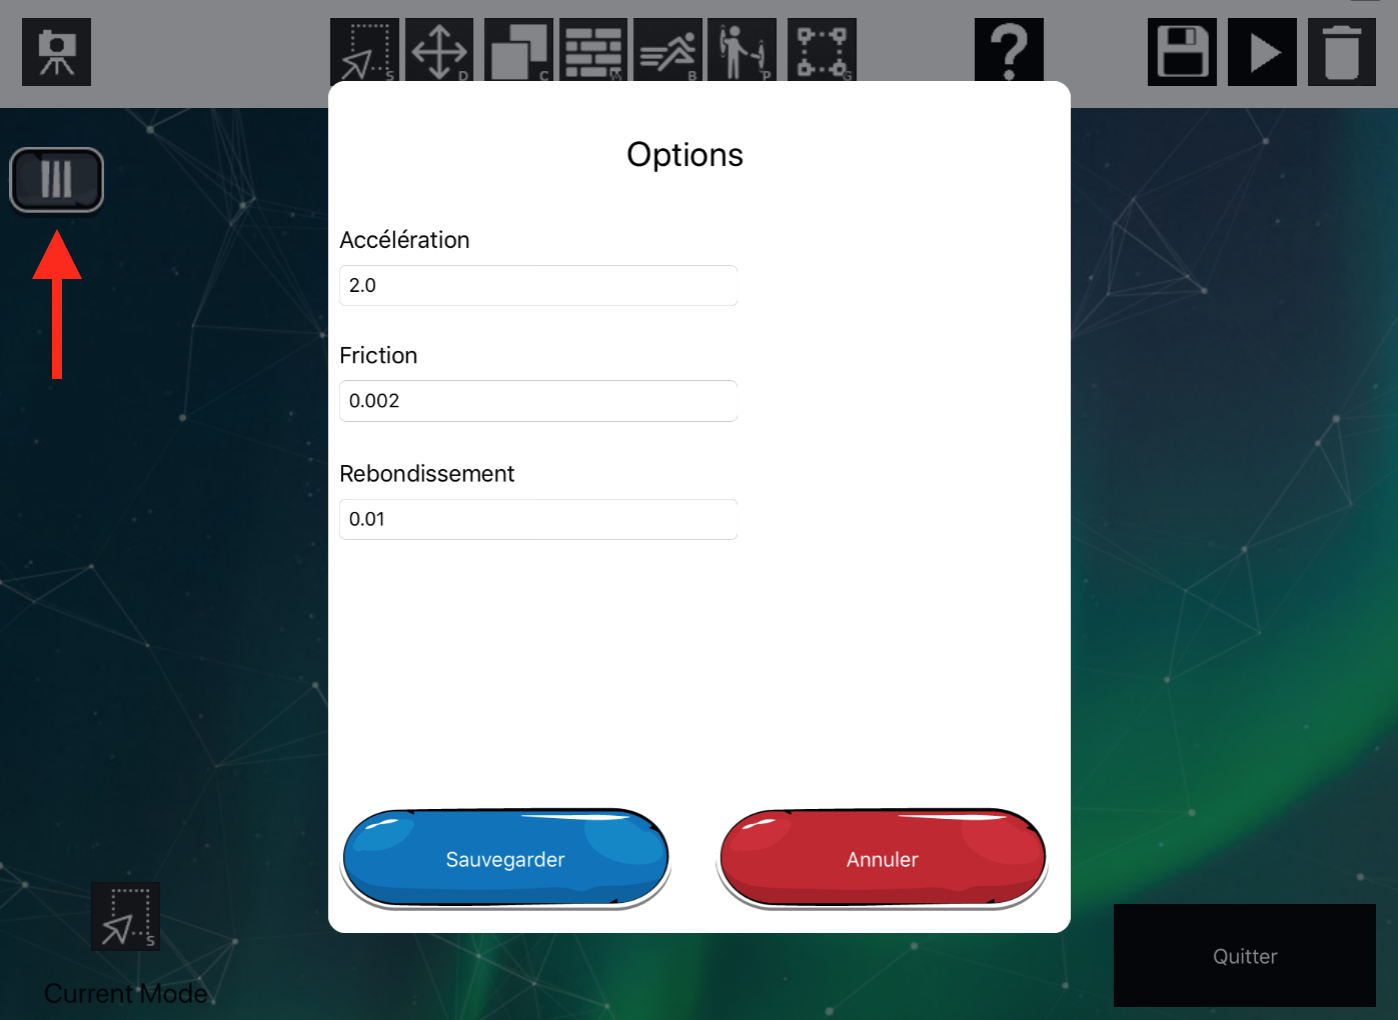 S
D
C
B
P
G
?
Options
Accélération
2.0
Friction
0.002
Rebondissement
0.01
Sauvegarder
Annuler
S
Current Mode
Quitter